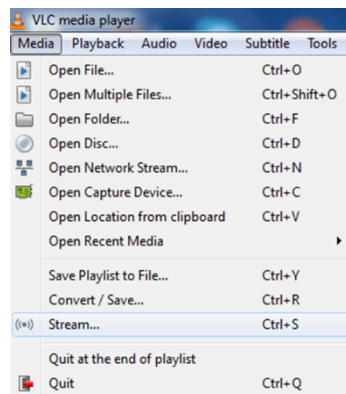 VLC media player
Media Playback Audio Video Subtitle Tools
Open File... Ctrl+O
Open Multiple Files... Ctrl+Shift+O
Open Folder... Ctrl+F
Open Disc... Ctrl+D
Open Network Stream... Ctrl+N
Open Capture Device... Ctrl+C
Open Location from clipboard Ctrl+V
Open Recent Media
Save Playlist to File... Ctrl+Y
Convert / Save... Ctrl+R
Stream... Ctrl+S
Quit at the end of playlist
Quit Ctrl+Q